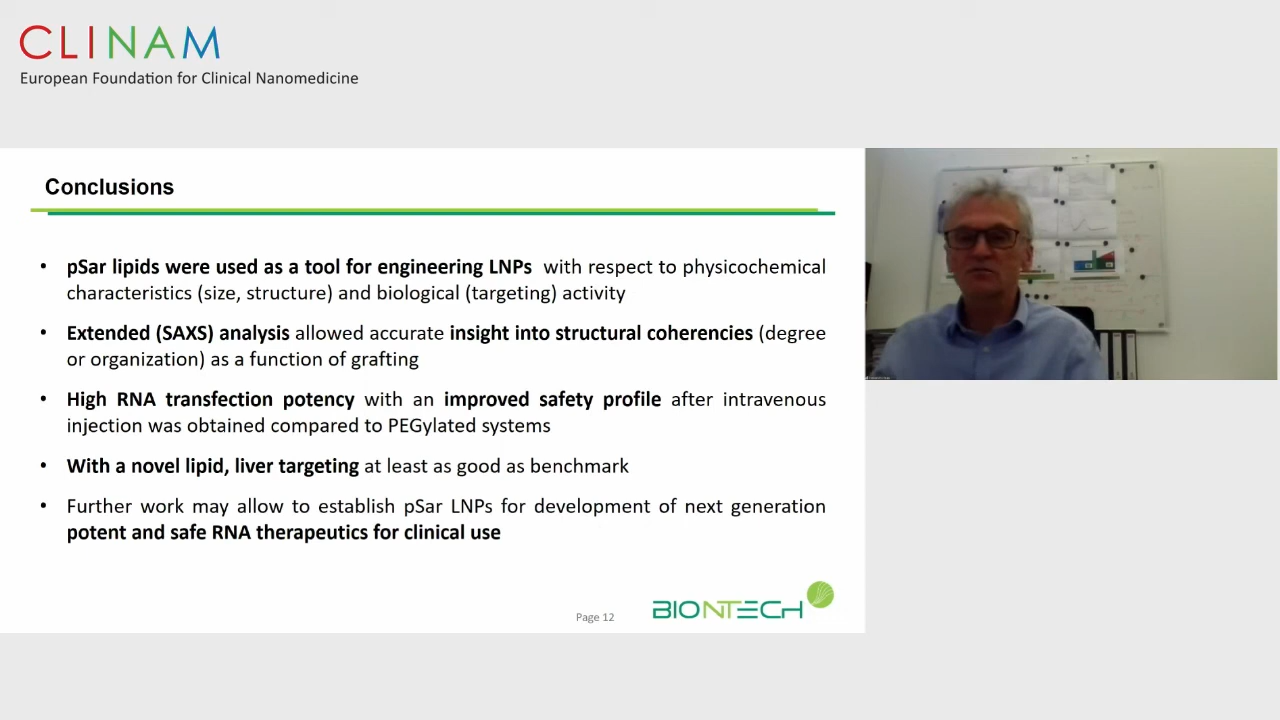 CLINAM
European Foundation for Clinical Nanomedicine
Conclusions
• pSar lipids were used as a tool for engineering LNPs with respect to physicochemical
characteristics (size, structure) and biological (targeting) activity
• Extended (SAXS) analysis allowed accurate insight into structural coherencies (degree
or organization) as a function of grafting
• High RNA transfection potency with an improved safety profile after intravenous
injection was obtained compared to PEGylated systems
• With a novel lipid, liver targeting at least as good as benchmark
• Further work may allow to establish pSar LNPs for development of next generation
potent and safe RNA therapeutics for clinical use
Page 12
BIONTECH